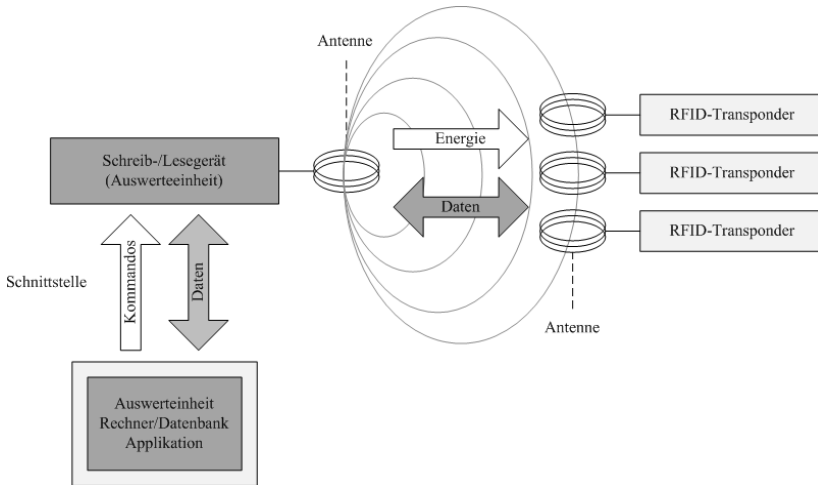 Antenne
RFID-Transponder
Energie
Schreib-/Lesegerät
(Auswerteeinheit)
RFID-Transponder
Daten
RFID-Transponder
Schnittstelle
Kommandos
Daten
Antenne
Auswerteinheit
Rechner/Datenbank
Applikation